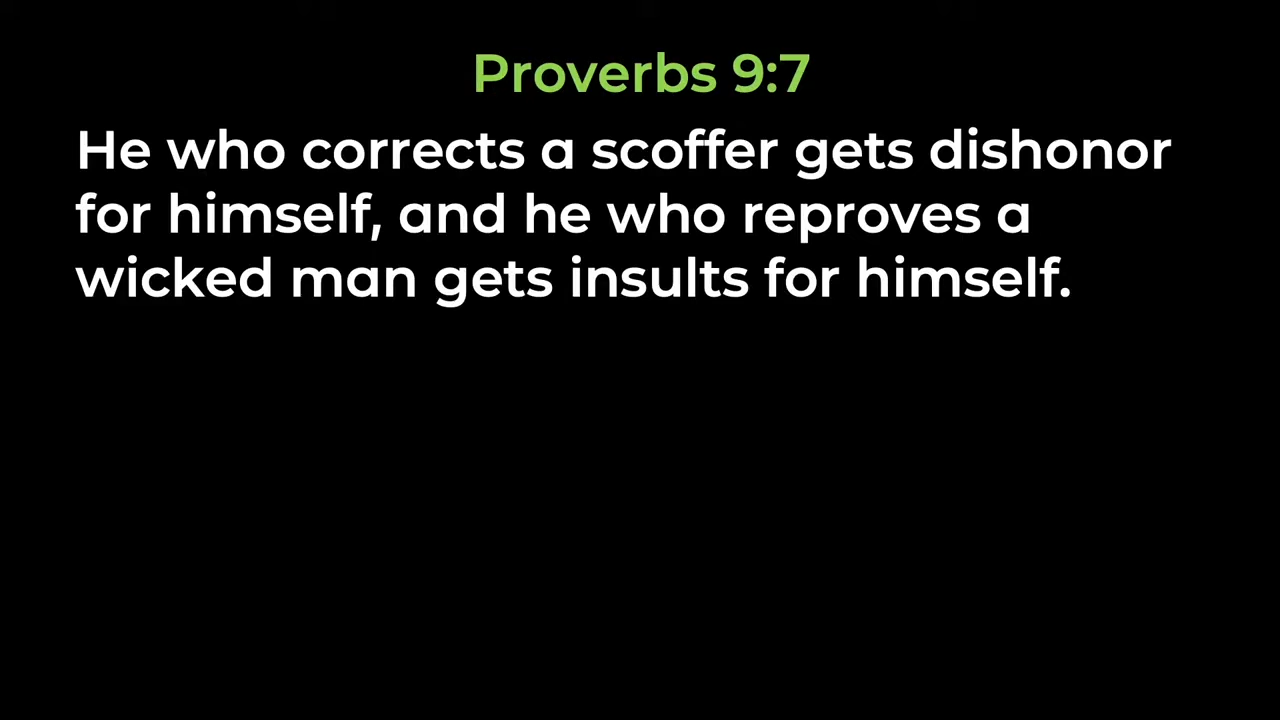 Proverbs 9:7
He who corrects a scoffer gets dishonor
for himself, and he who reproves a
wicked man gets insults for himself.